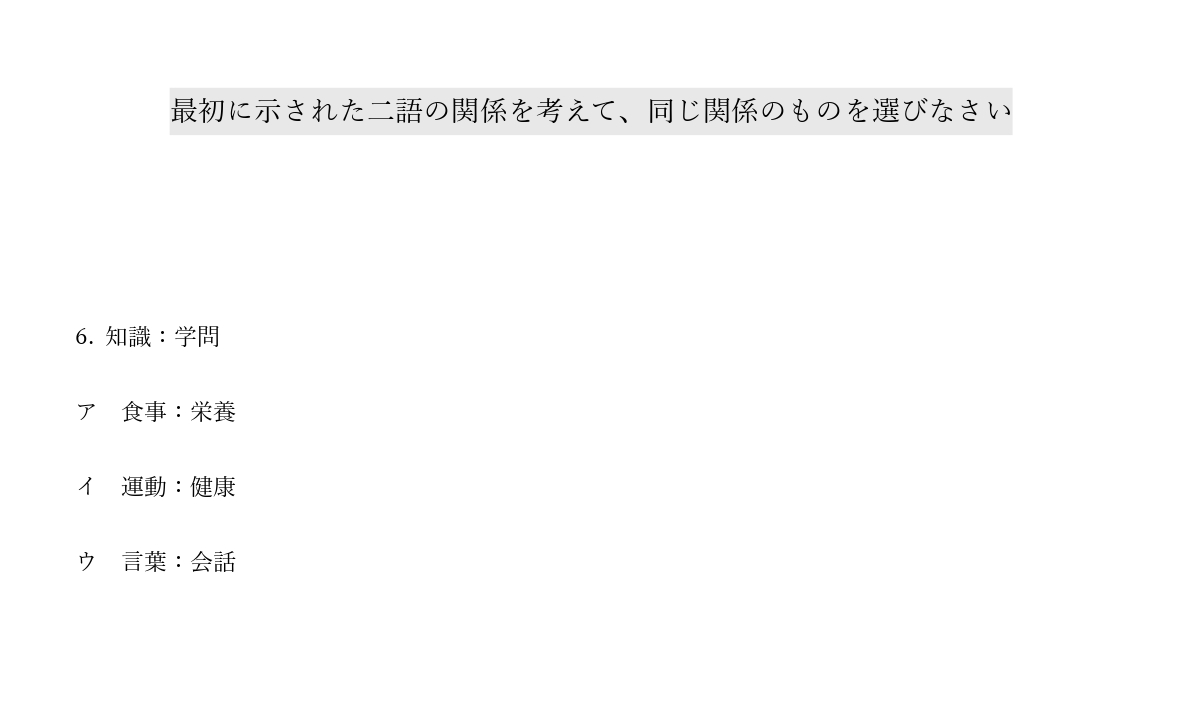 最初に示された二語の関係を考えて、同じ関係のものを選びなさい
6. 知識：学問
ア　食事：栄養
イ　運動：健康
ウ　言葉：会話